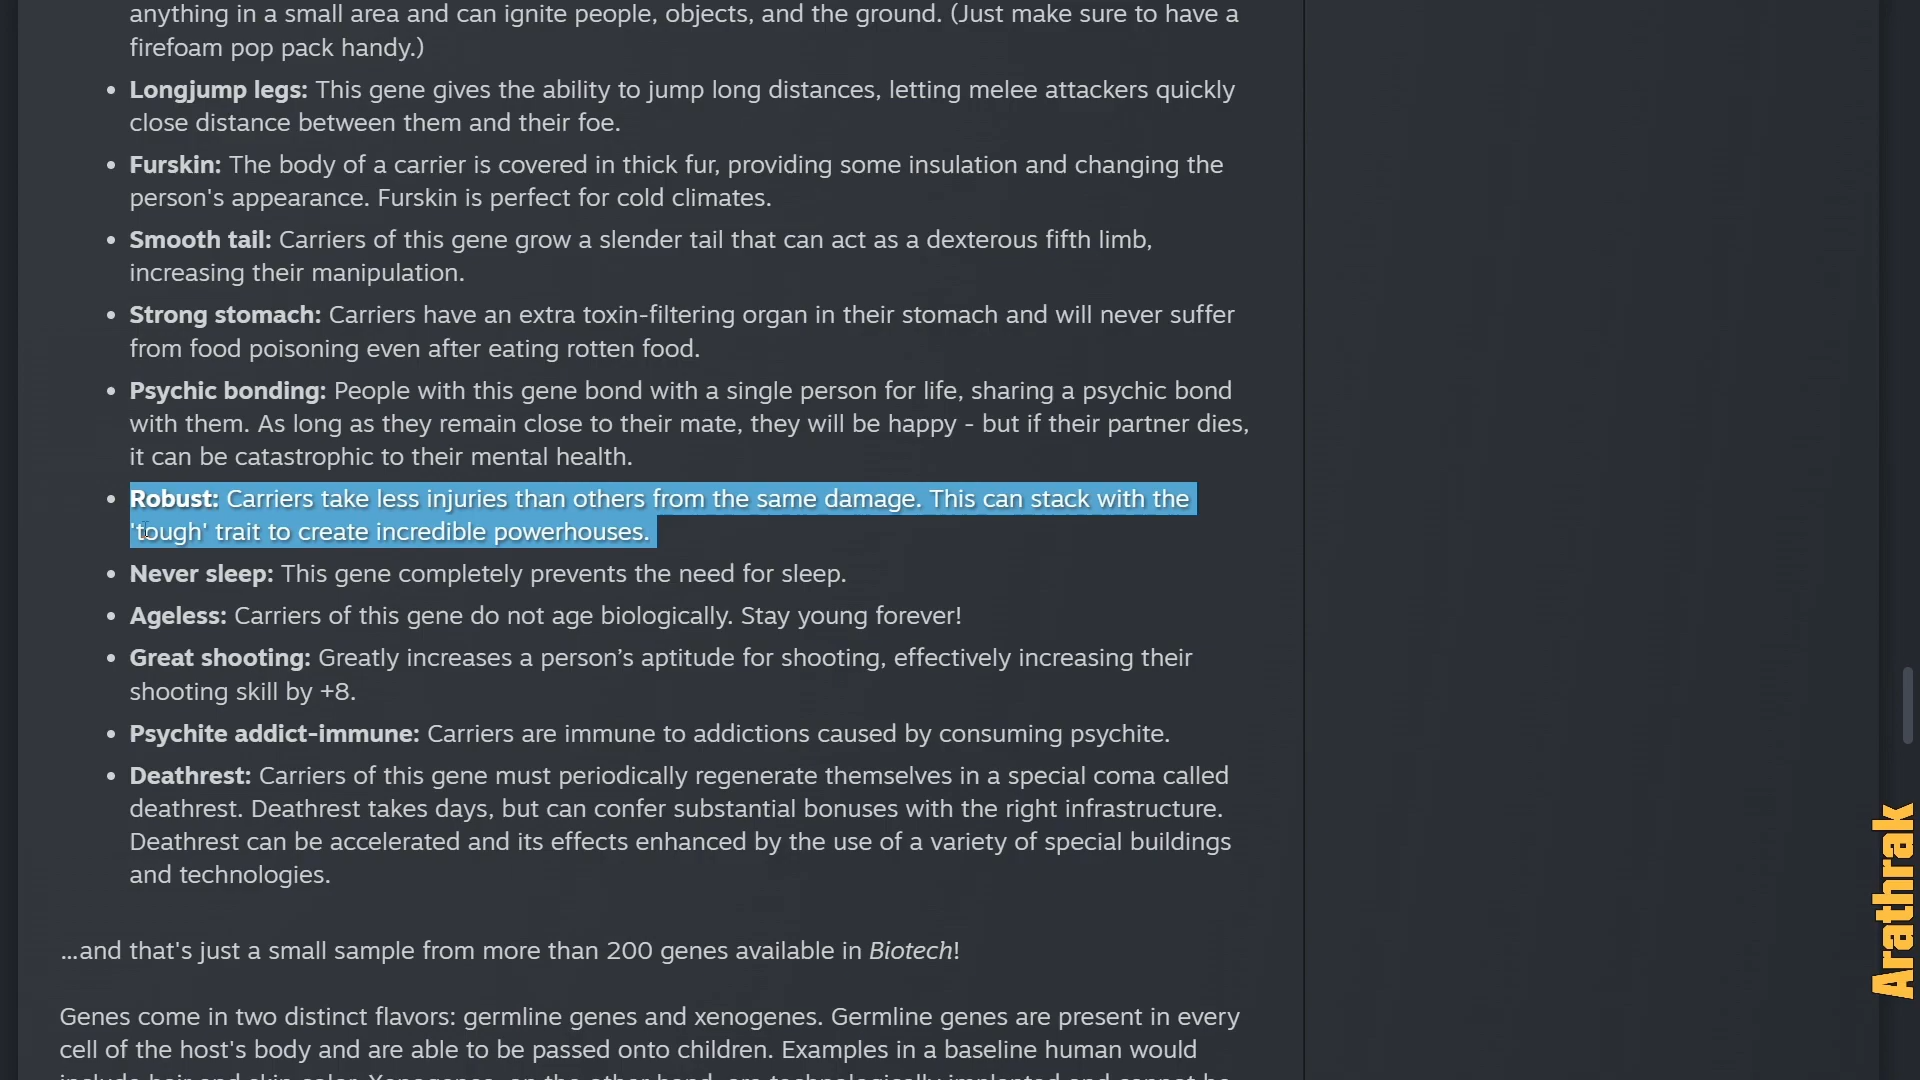 anything in a small area and can ignite people, objects, and the ground. (Just make sure to have a
firefoam pop pack handy.)
• Longjump legs: This gene gives the ability to jump long distances, letting melee attackers quickly
close distance between them and their foe.
• Furskin: The body of a carrier is covered in thick fur, providing some insulation and changing the
person's appearance. Furskin is perfect for cold climates.
• Smooth tail: Carriers of this gene grow a slender tail that can act as a dexterous fifth limb,
increasing their manipulation.
• Strong stomach: Carriers have an extra toxin-filtering organ in their stomach and will never suffer
from food poisoning even after eating rotten food.
• Psychic bonding: People with this gene bond with a single person for life, sharing a psychic bond
with them. As long as they remain close to their mate, they will be happy - but if their partner dies,
it can be catastrophic to their mental health.
• Robust: Carriers take less injuries than others from the same damage. This can stack with the
'tough' trait to create incredible powerhouses.
• Never sleep: This gene completely prevents the need for sleep.
• Ageless: Carriers of this gene do not age biologically. Stay young forever!
• Great shooting: Greatly increases a person’s aptitude for shooting, effectively increasing their
shooting skill by +8.
• Psychite addict-immune: Carriers are immune to addictions caused by consuming psychite.
• Deathrest: Carriers of this gene must periodically regenerate themselves in a special coma called
deathrest. Deathrest takes days, but can confer substantial bonuses with the right infrastructure.
Deathrest can be accelerated and its effects enhanced by the use of a variety of special buildings
and technologies.
...and that's just a small sample from more than 200 genes available in Biotech!
Genes come in two distinct flavors: germline genes and xenogenes. Germline genes are present in every
cell of the host's body and are able to be passed onto children. Examples in a baseline human would
include hair and skin color. Xenogenes, on the other hand, are technologically implanted and cannot be
Arathrak